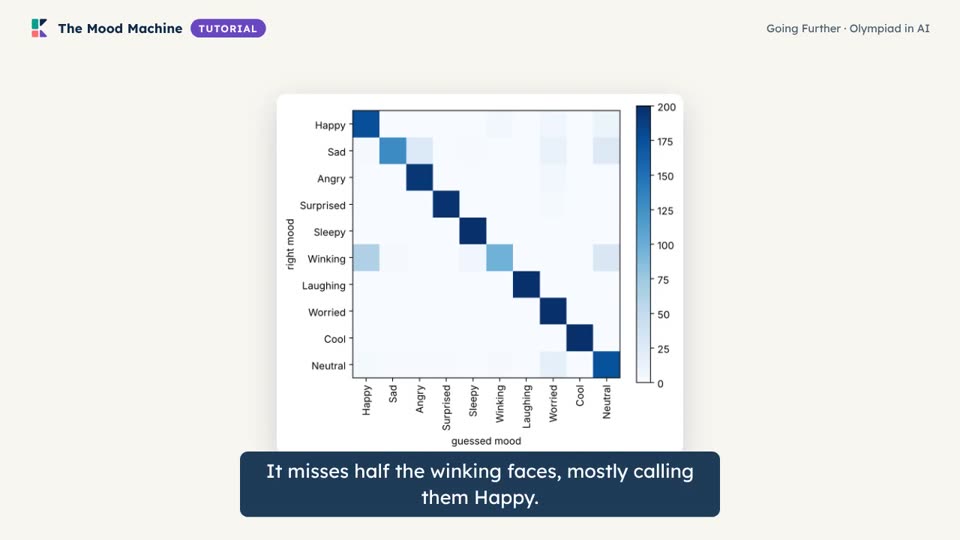 The Mood Machine TUTORIAL
Going Further · Olympiad in AI
Happy
Sad
Angry
Surprised
Sleepy
Winking
Laughing
Worried
Cool
Neutral
right mood
Happy
Sad
Angry
Surprised
Sleepy
Winking
Laughing
Worried
Cool
Neutral
guessed mood
200
175
150
125
100
75
50
25
0
It misses half the winking faces, mostly calling
them Happy.